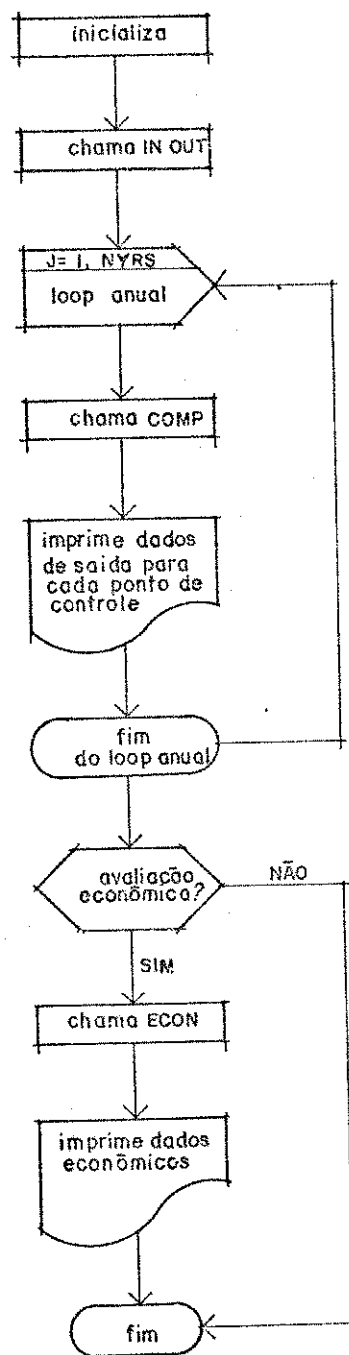 inicializa
chama IN OUT
J= 1, NYRS
loop anual
chama COMP
imprime dados
de saida para
cada ponto de
controle
fim
do loop anual
avaliação
econômica?
NÃO
SIM
chama ECON
imprime dados
econômicos
fim